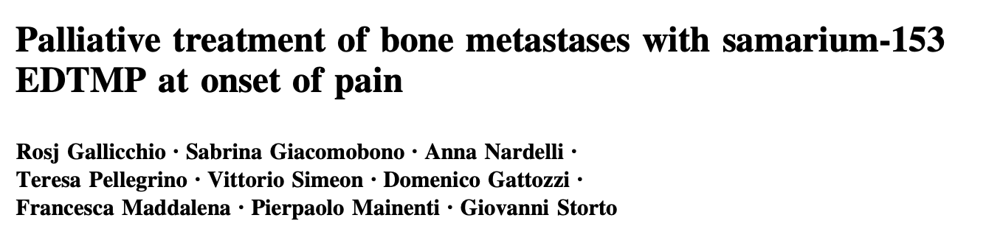 Palliative treatment of bone metastases with samarium-153
EDTMP at onset of pain
Rosj Gallicchio · Sabrina Giacomobono · Anna Nardelli ·
Teresa Pellegrino · Vittorio Simeon · Domenico Gattozzi ·
Francesca Maddalena · Pierpaolo Mainenti · Giovanni Storto